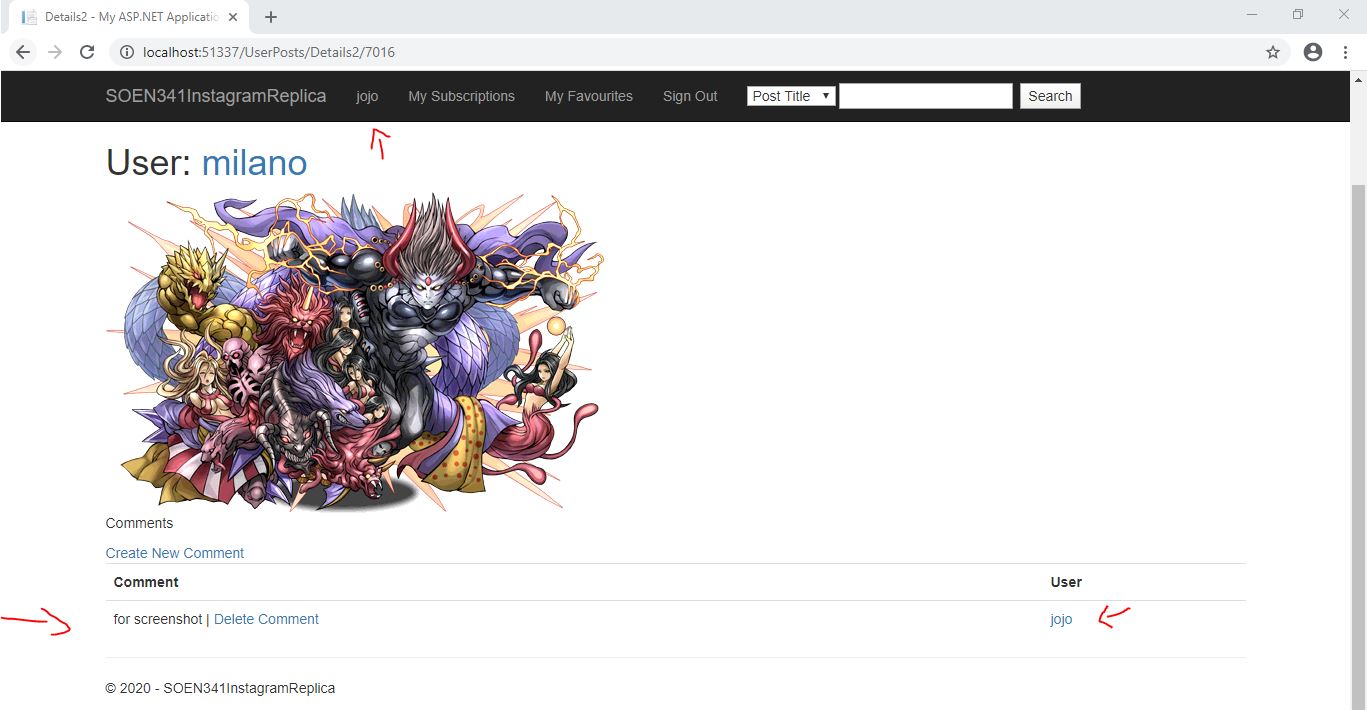 Details2 - My ASP.NET Applicatio
localhost:51337/UserPosts/Details2/7016
SOEN341InstagramReplica jojo My Subscriptions My Favourites Sign Out Post Title Search
User: milano
Comments
Create New Comment
Comment User
for screenshot | Delete Comment jojo
© 2020 - SOEN341InstagramReplica